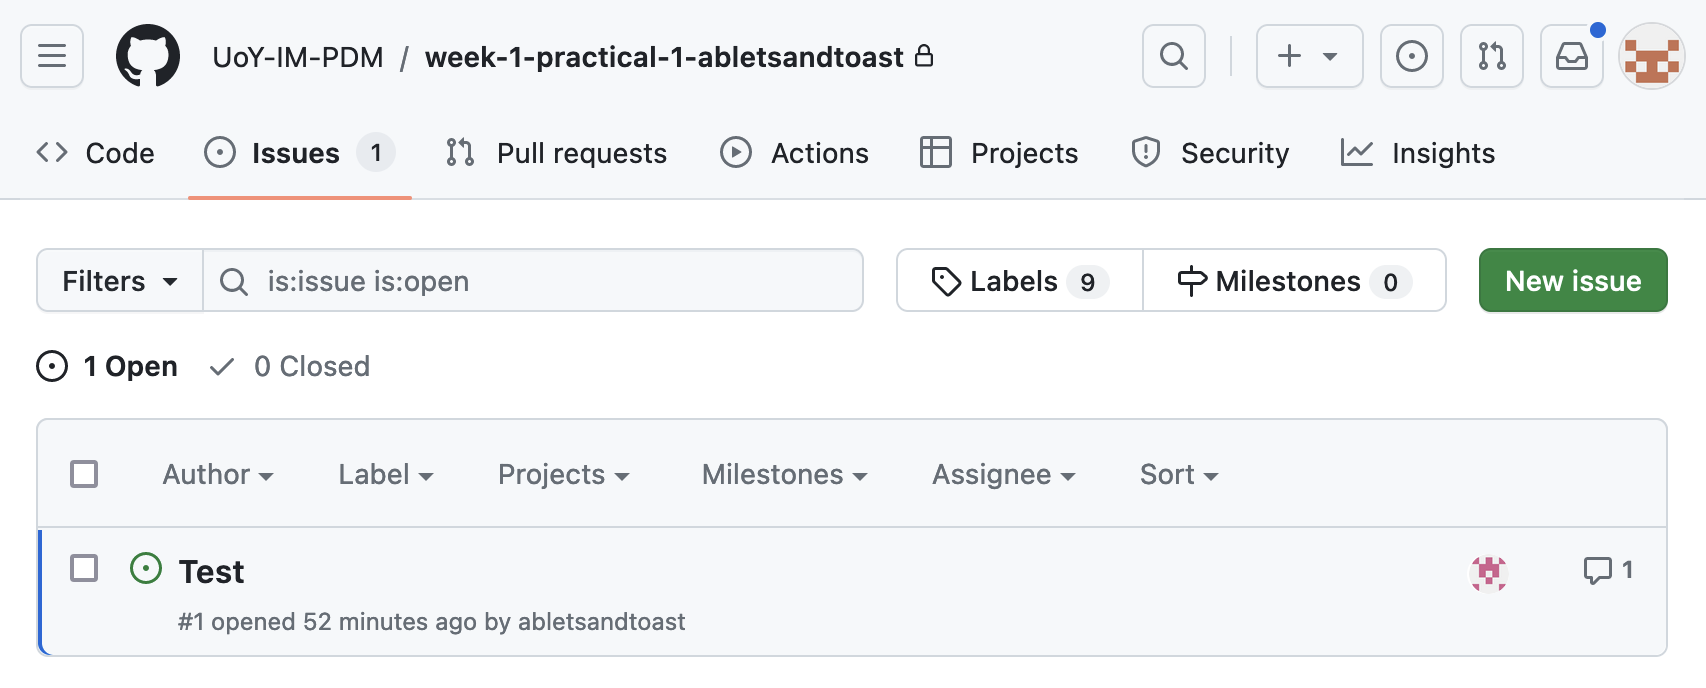 UoY-IM-PDM / week-1-practical-1-abletsandtoast
Code Issues 1 Pull requests Actions Projects Security Insights
Filters is:issue is:open Labels 9 Milestones 0 New issue
1 Open 0 Closed
Author Label Projects Milestones Assignee Sort
Test 1
#1 opened 52 minutes ago by abletsandtoast